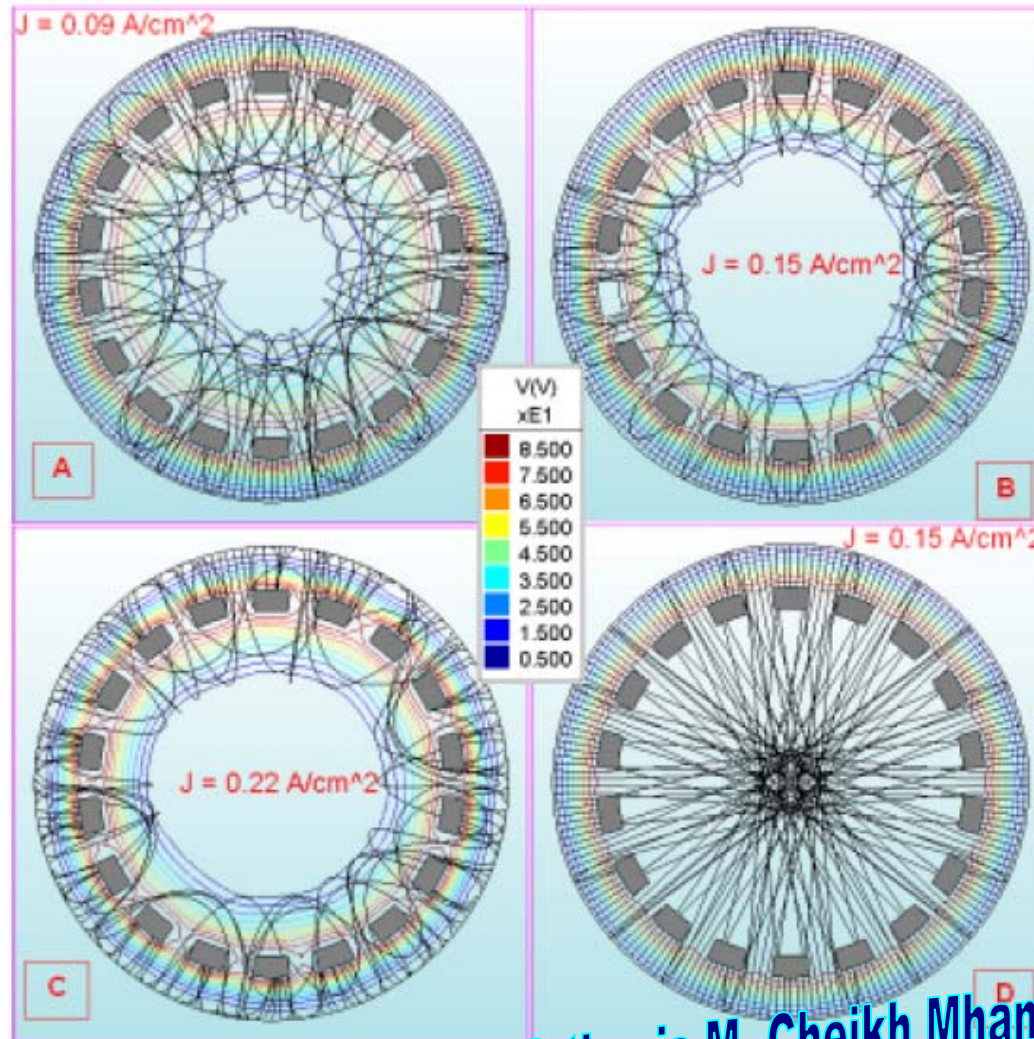 J = 0.09 A/cm^2
J = 0.15 A/cm^2
A
B
V(V)
xE1
8.500
7.500
6.500
5.500
4.500
3.500
2.500
1.500
0.500
J = 0.22 A/cm^2
J = 0.15 A/cm^2
C
D
M. Cheikh Mham